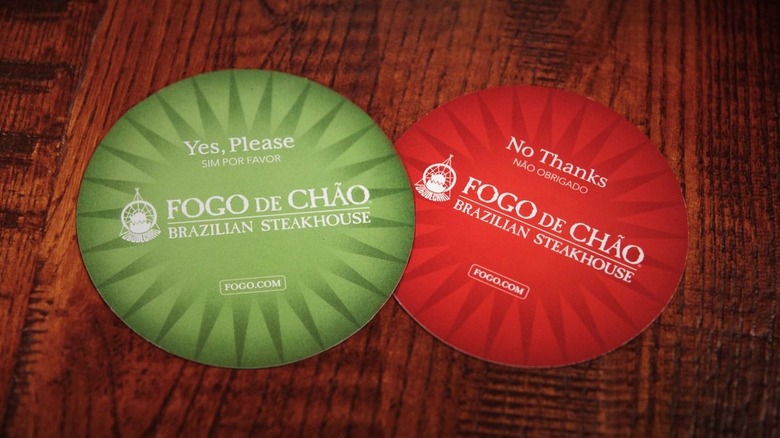 Yes, Please
SIM POR FAVOR
FOGO DE CHÃO
BRAZILIAN STEAKHOUSE
FOGO.COM
No Thanks
NÃO OBRIGADO
FOGO DE CHÃO
BRAZILIAN STEAKHOUSE
FOGO.COM